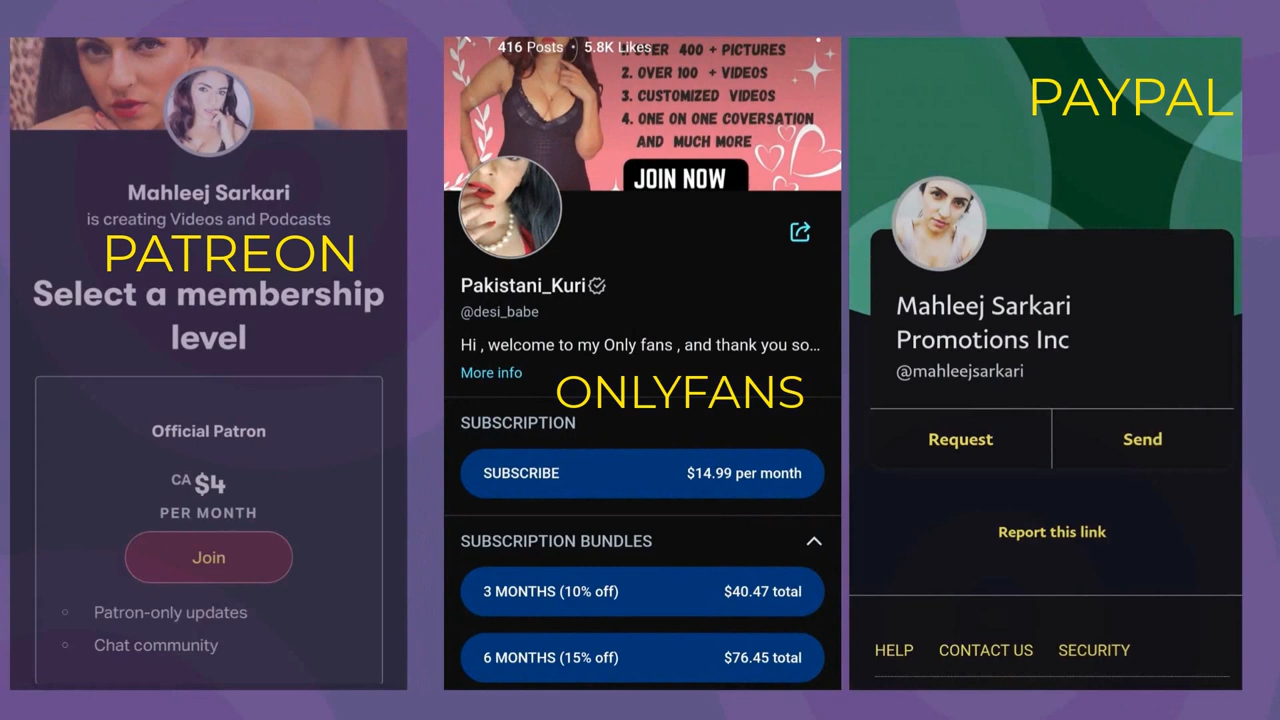 Mahleej Sarkari
is creating Videos and Podcasts
PATREON
Select a membership
level
Official Patron
CA $4
PER MONTH
Join
Patron-only updates
Chat community
416 Posts • 5.8K Likes
1. OVER 400 + PICTURES
2. OVER 100 + VIDEOS
3. CUSTOMIZED VIDEOS
4. ONE ON ONE COVERSATION
AND MUCH MORE
JOIN NOW
Pakistani_Kuri
@desi_babe
Hi , welcome to my Only fans , and thank you so...
More info
ONLYFANS
SUBSCRIPTION
SUBSCRIBE $14.99 per month
SUBSCRIPTION BUNDLES
3 MONTHS (10% off) $40.47 total
6 MONTHS (15% off) $76.45 total
PAYPAL
Mahleej Sarkari
Promotions Inc
@mahleejsarkari
Request Send
Report this link
HELP CONTACT US SECURITY